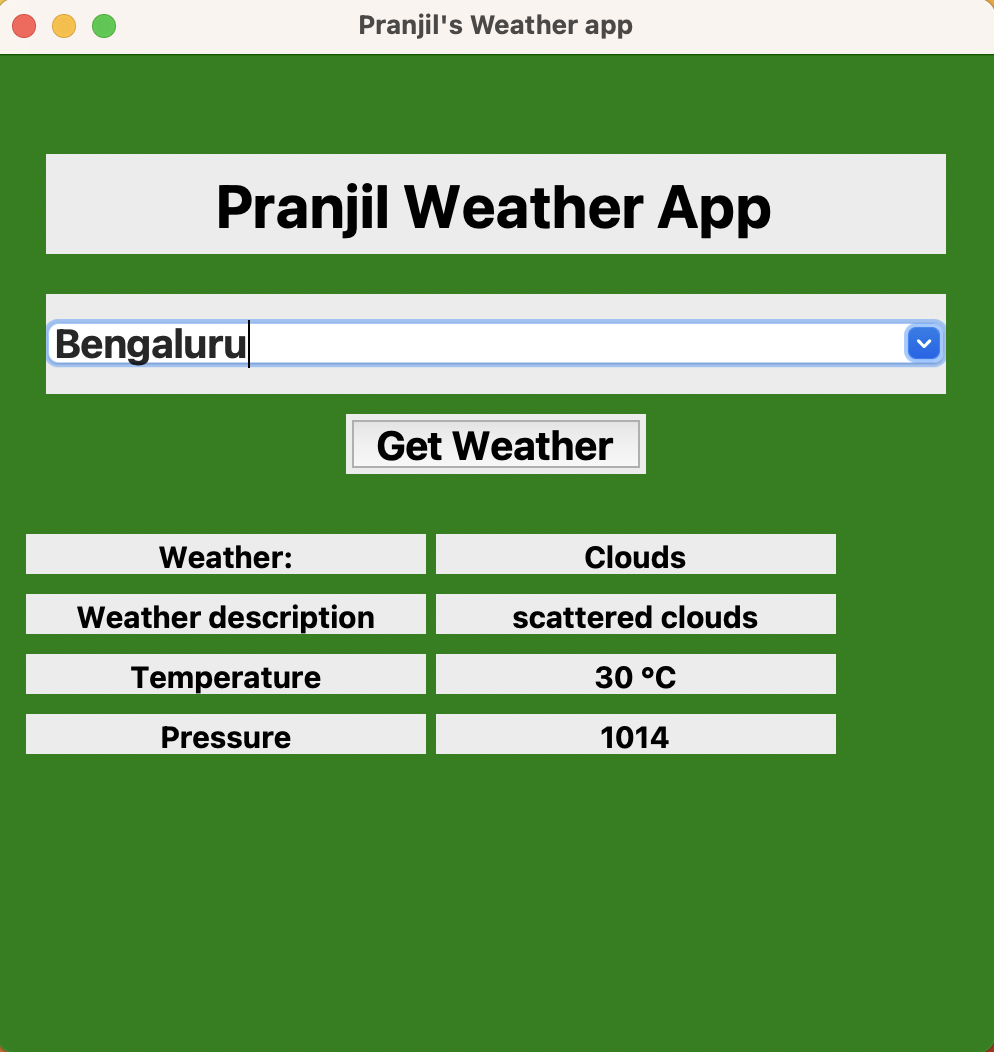 Pranjil's Weather app
Pranjil Weather App
Bengaluru
Get Weather
Weather: Clouds
Weather description scattered clouds
Temperature 30 °C
Pressure 1014